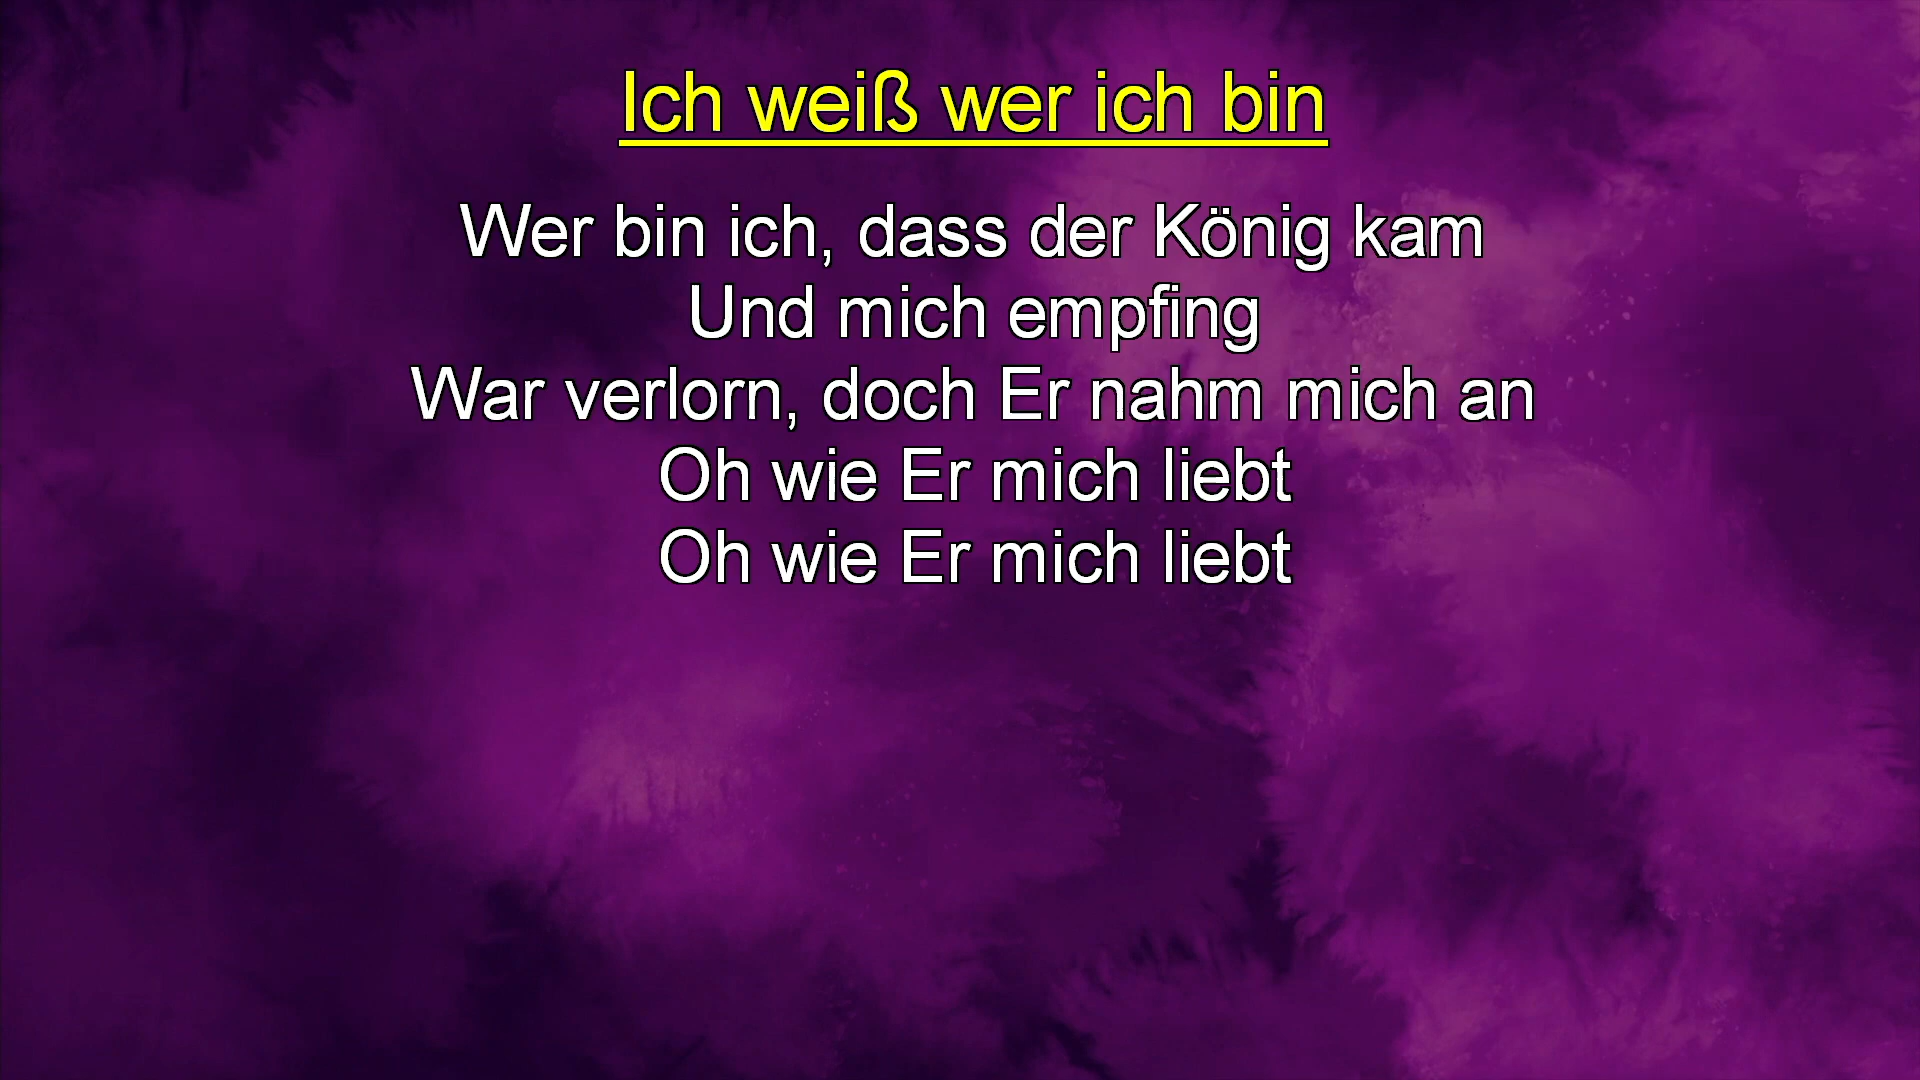 Ich weiß wer ich bin
Wer bin ich, dass der König kam
Und mich empfing
War verlorn, doch Er nahm mich an
Oh wie Er mich liebt
Oh wie Er mich liebt